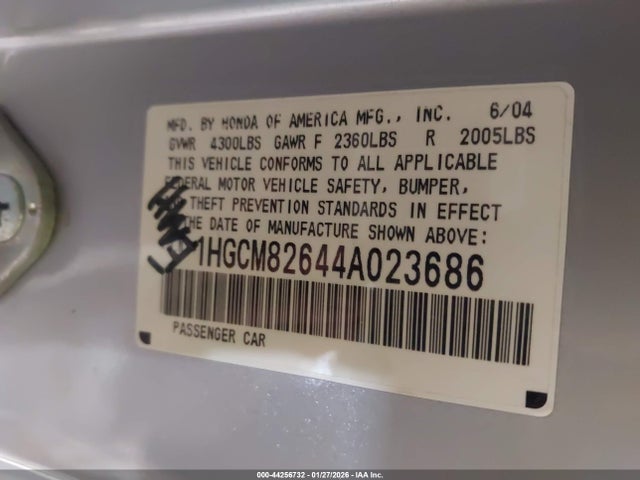 MFD. BY HONDA OF AMERICA MFG., INC. 6/04
GVWR 4300LBS GAWR F 2360LBS R 2005LBS
THIS VEHICLE CONFORMS TO ALL APPLICABLE
FEDERAL MOTOR VEHICLE SAFETY, BUMPER,
THEFT PREVENTION STANDARDS IN EFFECT
THE DATE OF MANUFACTURE SHOWN ABOVE:
1HGCM82644A023686
PASSENGER CAR
000-44256732 - 01/27/2026 - IAA Inc.